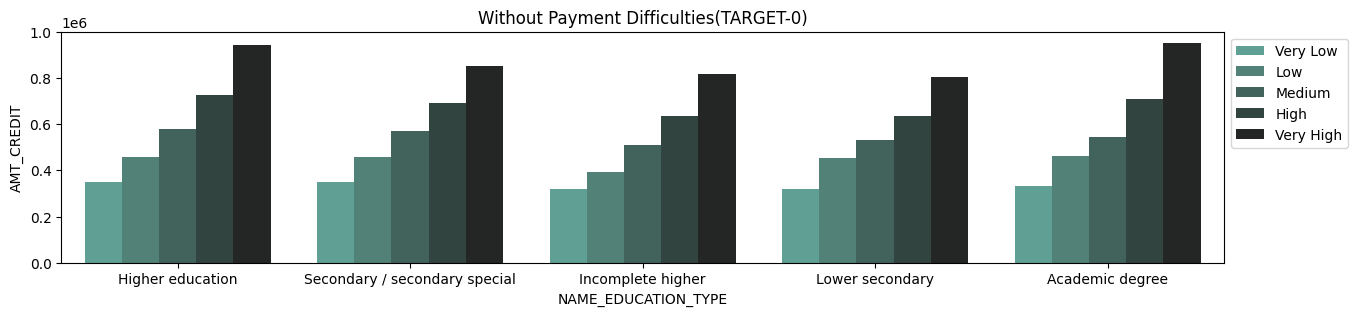 Without Payment Difficulties(TARGET-0)
1e6
1.0
0.8
0.6
0.4
0.2
0.0
AMT_CREDIT
Higher education
Secondary / secondary special
Incomplete higher
Lower secondary
Academic degree
NAME_EDUCATION_TYPE
Very Low
Low
Medium
High
Very High